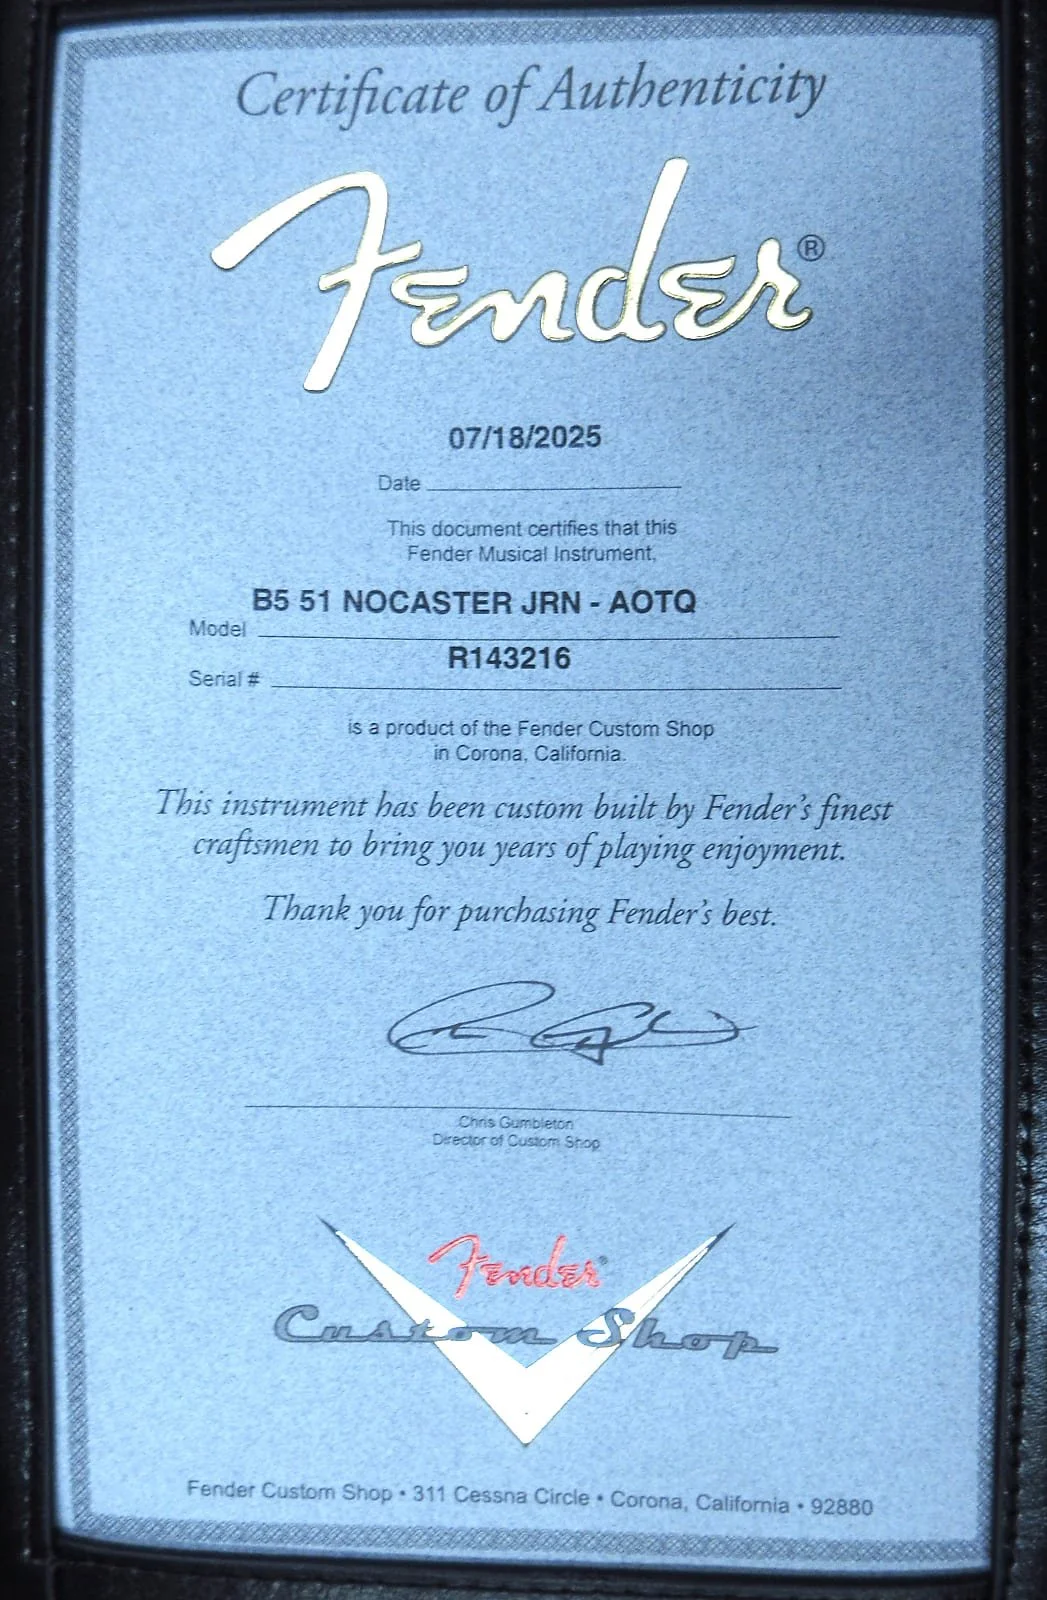 Certificate of Authenticity
Fender®
07/18/2025
Date
This document certifies that this
Fender Musical Instrument,
B5 51 NOCASTER JRN - AOTQ
Model
R143216
Serial #
is a product of the Fender Custom Shop
in Corona, California.
This instrument has been custom built by Fender's finest
craftsmen to bring you years of playing enjoyment.
Thank you for purchasing Fender's best.
Chris Gumbleton
Director of Custom Shop
Fender®
Custom Shop
Fender Custom Shop • 311 Cessna Circle • Corona, California • 92880